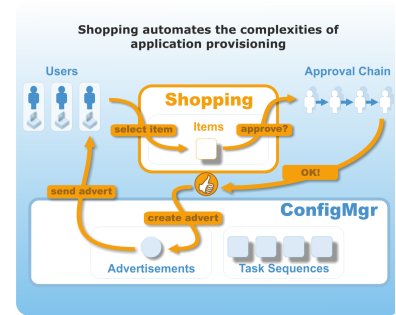 Shopping automates the complexities of
application provisioning
Users
Approval Chain
Shopping
Items
select item
approve?
OK!
send advert
create advert
ConfigMgr
Advertisements
Task Sequences